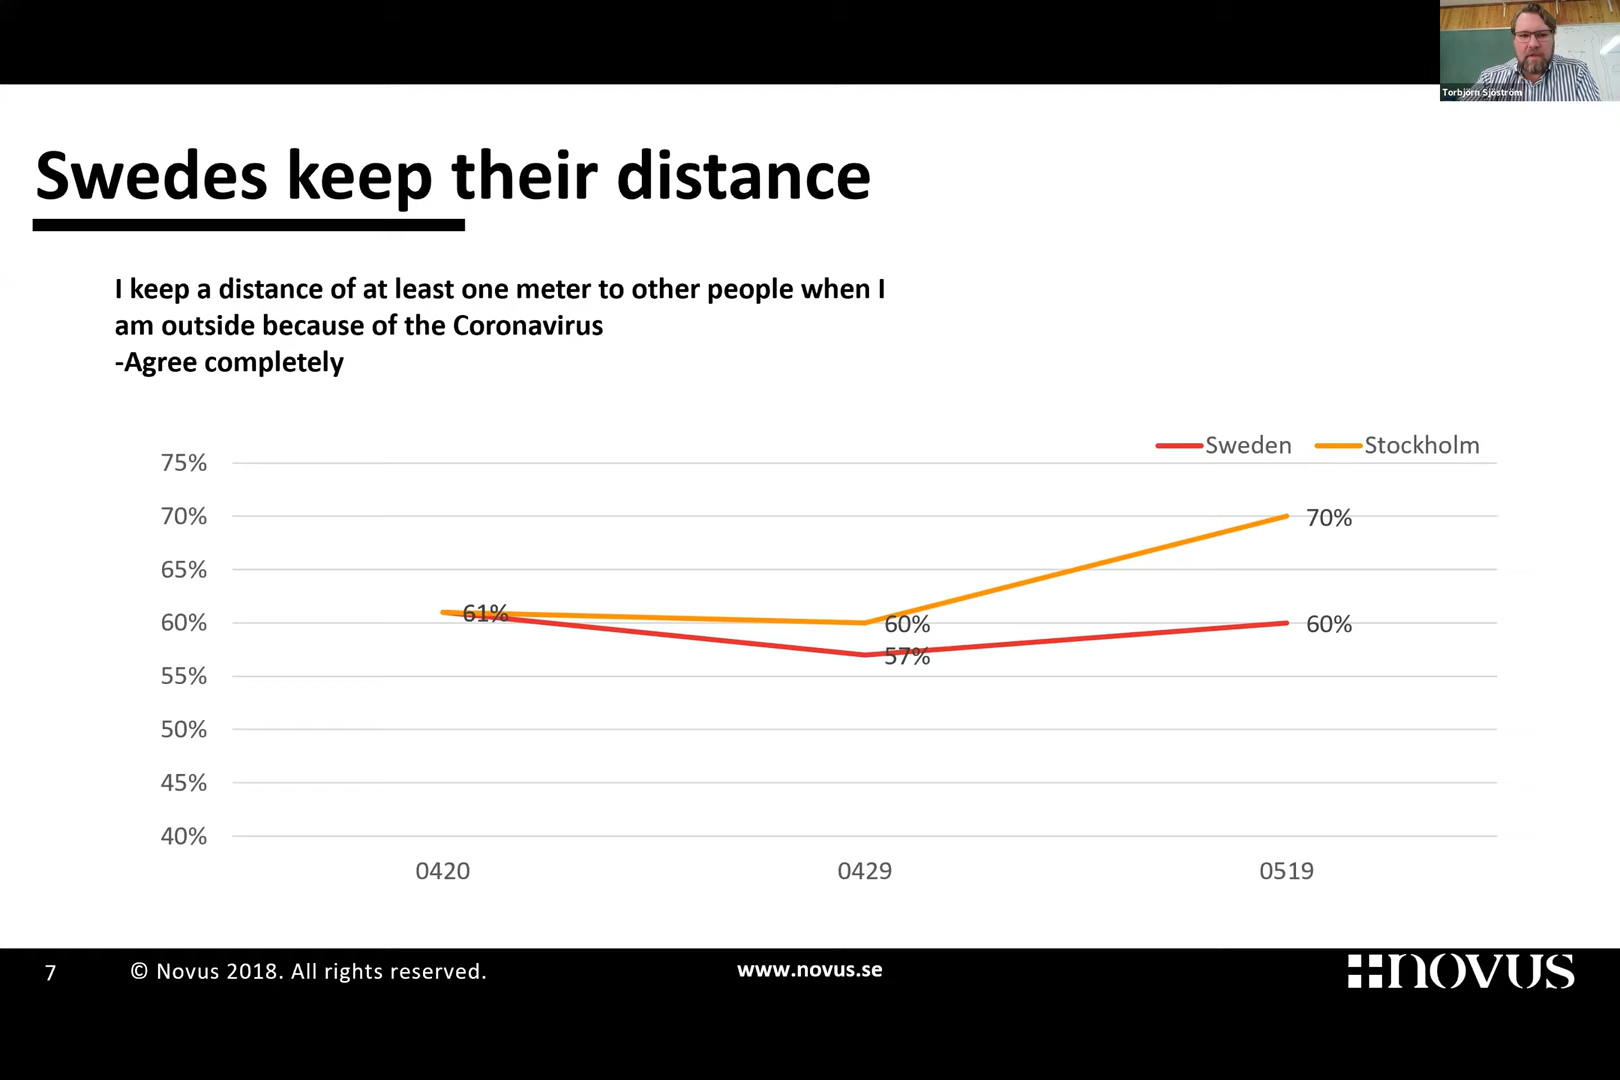 Torbjörn Sjöström
Swedes keep their distance
I keep a distance of at least one meter to other people when I
am outside because of the Coronavirus
-Agree completely
Sweden Stockholm
75%
70% 70%
65%
61%
60% 60% 60%
57%
55%
50%
45%
40%
0420 0429 0519
7 © Novus 2018. All rights reserved. www.novus.se novus